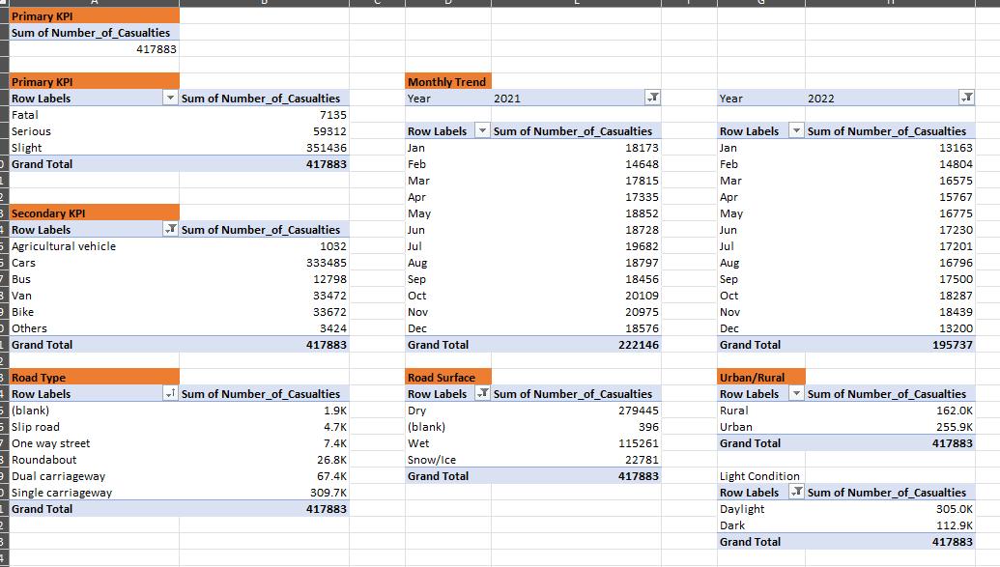 Primary KPI
Sum of Number_of_Casualties
417883
Primary KPI
Row Labels Sum of Number_of_Casualties
Fatal 7135
Serious 59312
Slight 351436
Grand Total 417883
Secondary KPI
Row Labels Sum of Number_of_Casualties
Agricultural vehicle 1032
Cars 333485
Bus 12798
Van 33472
Bike 33672
Others 3424
Grand Total 417883
Road Type
Row Labels Sum of Number_of_Casualties
(blank) 1.9K
Slip road 4.7K
One way street 7.4K
Roundabout 26.8K
Dual carriageway 67.4K
Single carriageway 309.7K
Grand Total 417883
Monthly Trend
Year 2021
Row Labels Sum of Number_of_Casualties
Jan 18173
Feb 14648
Mar 17815
Apr 17335
May 18852
Jun 18728
Jul 19682
Aug 18797
Sep 18456
Oct 20109
Nov 20975
Dec 18576
Grand Total 222146
Road Surface
Row Labels Sum of Number_of_Casualties
Dry 279445
(blank) 396
Wet 115261
Snow/Ice 22781
Grand Total 417883
Year 2022
Row Labels Sum of Number_of_Casualties
Jan 13163
Feb 14804
Mar 16575
Apr 15767
May 16775
Jun 17230
Jul 17201
Aug 16796
Sep 17500
Oct 18287
Nov 18439
Dec 13200
Grand Total 195737
Urban/Rural
Row Labels Sum of Number_of_Casualties
Rural 162.0K
Urban 255.9K
Grand Total 417883
Light Condition
Row Labels Sum of Number_of_Casualties
Daylight 305.0K
Dark 112.9K
Grand Total 417883